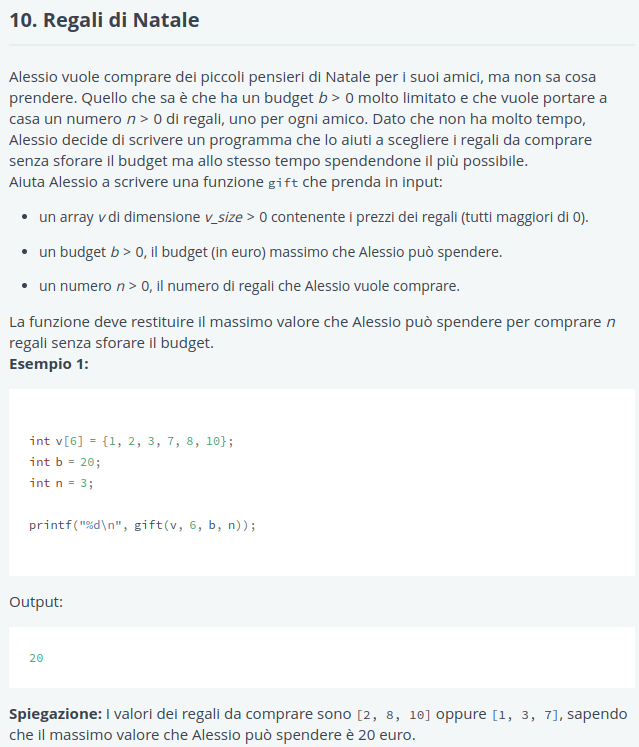 10. Regali di Natale
Alessio vuole comprare dei piccoli pensieri di Natale per i suoi amici, ma non sa cosa
prendere. Quello che sa è che ha un budget b > 0 molto limitato e che vuole portare a
casa un numero n > 0 di regali, uno per ogni amico. Dato che non ha molto tempo,
Alessio decide di scrivere un programma che lo aiuti a scegliere i regali da comprare
senza sforare il budget ma allo stesso tempo spendendone il più possibile.
Aiuta Alessio a scrivere una funzione gift che prenda in input:
• un array v di dimensione v_size > 0 contenente i prezzi dei regali (tutti maggiori di 0).
• un budget b > 0, il budget (in euro) massimo che Alessio può spendere.
• un numero n > 0, il numero di regali che Alessio vuole comprare.
La funzione deve restituire il massimo valore che Alessio può spendere per comprare n
regali senza sforare il budget.
Esempio 1:
int v[6] = {1, 2, 3, 7, 8, 10};
int b = 20;
int n = 3;
printf("%d\n", gift(v, 6, b, n));
Output:
20
Spiegazione: I valori dei regali da comprare sono [2, 8, 10] oppure [1, 3, 7], sapendo
che il massimo valore che Alessio può spendere è 20 euro.